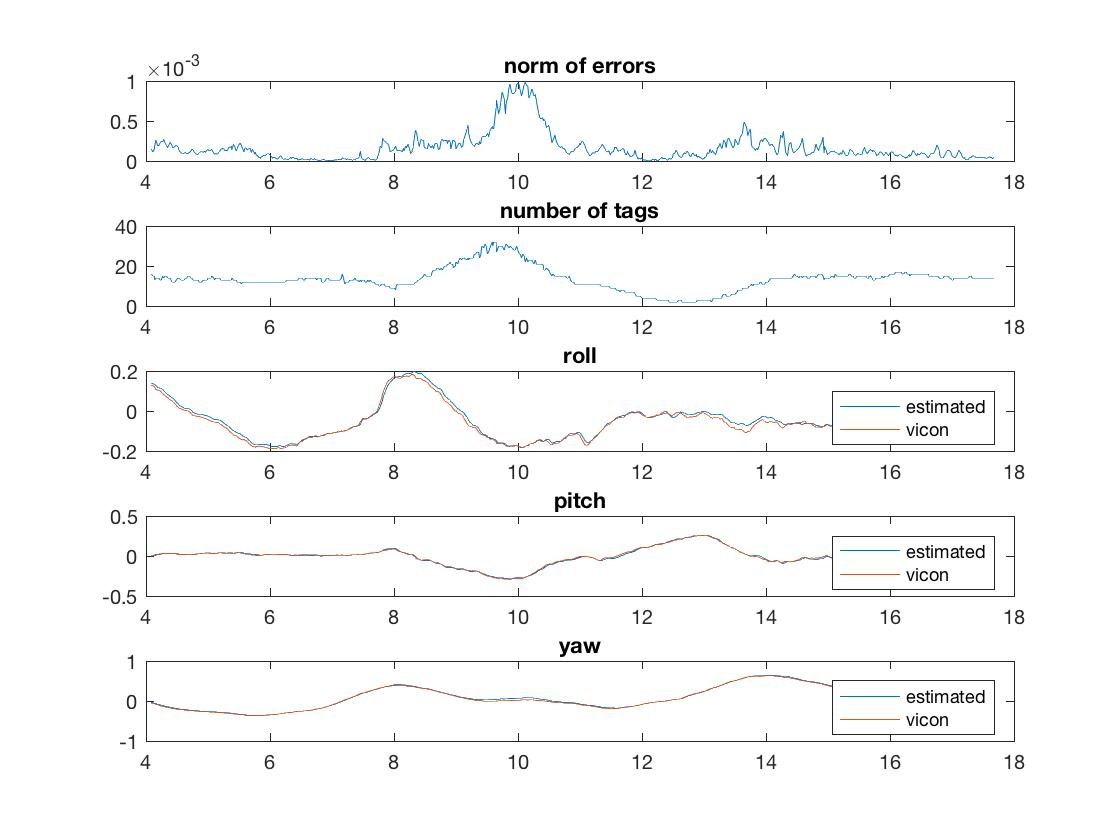 norm of errors
×10-3
1
0.5
0
4 6 8 10 12 14 16 18
number of tags
40
20
0
4 6 8 10 12 14 16 18
roll
0.2
0
-0.2
estimated
vicon
4 6 8 10 12 14 16 18
pitch
0.5
0
-0.5
estimated
vicon
4 6 8 10 12 14 16 18
yaw
1
0
-1
estimated
vicon
4 6 8 10 12 14 16 18